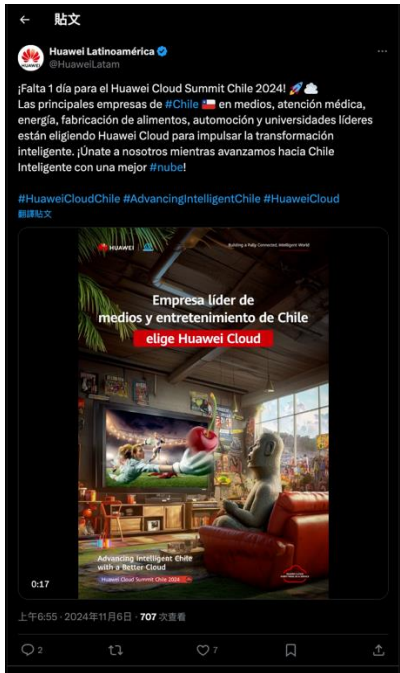 貼文
Huawei Latinoamérica
@HuaweiLatam
¡Falta 1 día para el Huawei Cloud Summit Chile 2024! 🚀☁️
Las principales empresas de #Chile 🇨🇱 en medios, atención médica,
energía, fabricación de alimentos, automoción y universidades líderes
están eligiendo Huawei Cloud para impulsar la transformación
inteligente. ¡Únate a nosotros mientras avanzamos hacia Chile
Inteligente con una mejor #nube!
#HuaweiCloudChile #AdvancingIntelligentChile #HuaweiCloud
翻譯貼文
HUAWEI
Building a Fully Connected, Intelligent World
Empresa líder de
medios y entretenimiento de Chile
elige Huawei Cloud
Advancing Intelligent Chile
with a Better Cloud
Huawei Cloud Summit Chile 2024
0:17
上午6:55 · 2024年11月6日 · 707 次查看
2
7